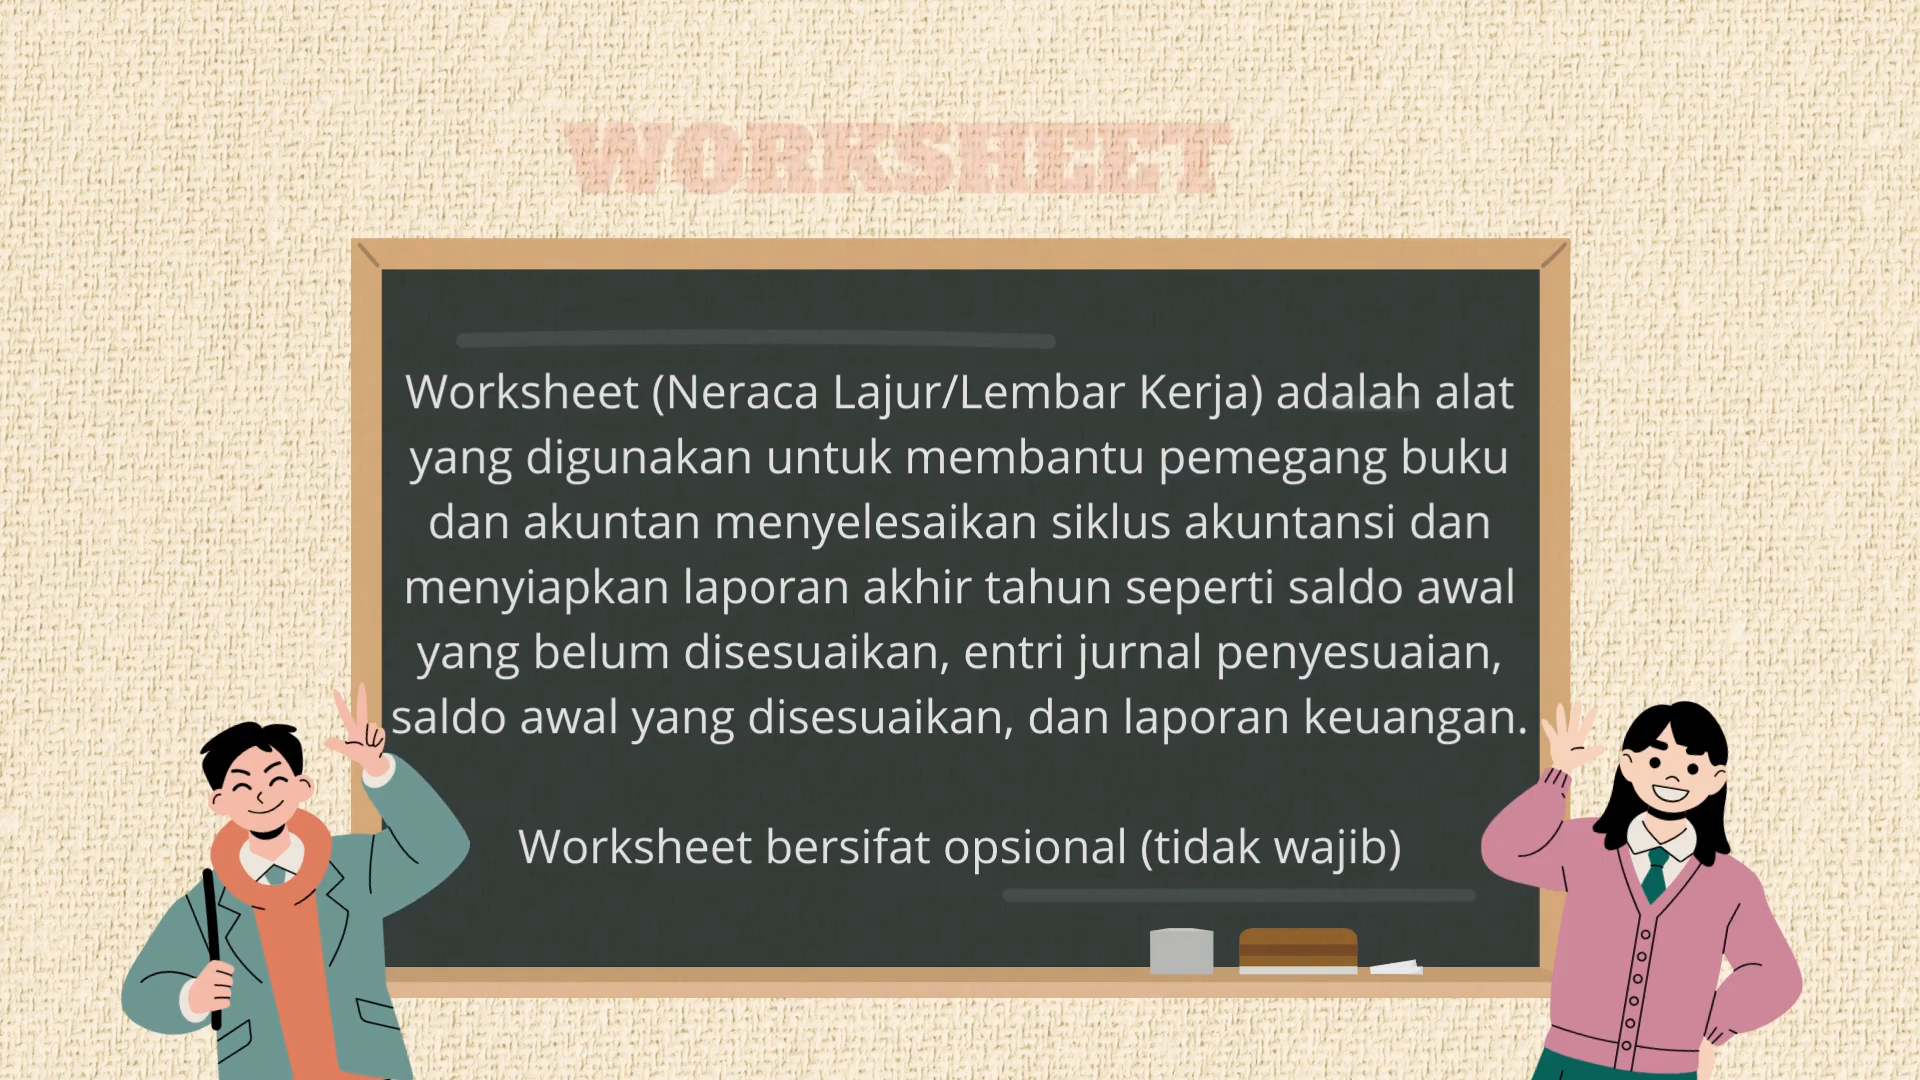 WORKSHEET
Worksheet (Neraca Lajur/Lembar Kerja) adalah alat
yang digunakan untuk membantu pemegang buku
dan akuntan menyelesaikan siklus akuntansi dan
menyiapkan laporan akhir tahun seperti saldo awal
yang belum disesuaikan, entri jurnal penyesuaian,
saldo awal yang disesuaikan, dan laporan keuangan.
Worksheet bersifat opsional (tidak wajib)